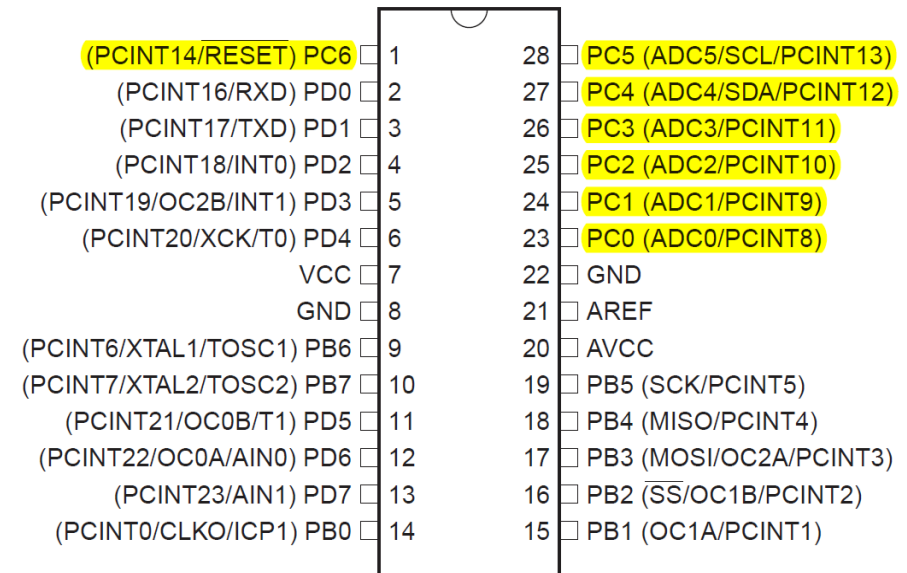 (PCINT14/RESET) PC6 1 28 PC5 (ADC5/SCL/PCINT13)
(PCINT16/RXD) PD0 2 27 PC4 (ADC4/SDA/PCINT12)
(PCINT17/TXD) PD1 3 26 PC3 (ADC3/PCINT11)
(PCINT18/INT0) PD2 4 25 PC2 (ADC2/PCINT10)
(PCINT19/OC2B/INT1) PD3 5 24 PC1 (ADC1/PCINT9)
(PCINT20/XCK/T0) PD4 6 23 PC0 (ADC0/PCINT8)
VCC 7 22 GND
GND 8 21 AREF
(PCINT6/XTAL1/TOSC1) PB6 9 20 AVCC
(PCINT7/XTAL2/TOSC2) PB7 10 19 PB5 (SCK/PCINT5)
(PCINT21/OC0B/T1) PD5 11 18 PB4 (MISO/PCINT4)
(PCINT22/OC0A/AIN0) PD6 12 17 PB3 (MOSI/OC2A/PCINT3)
(PCINT23/AIN1) PD7 13 16 PB2 (SS/OC1B/PCINT2)
(PCINT0/CLKO/ICP1) PB0 14 15 PB1 (OC1A/PCINT1)